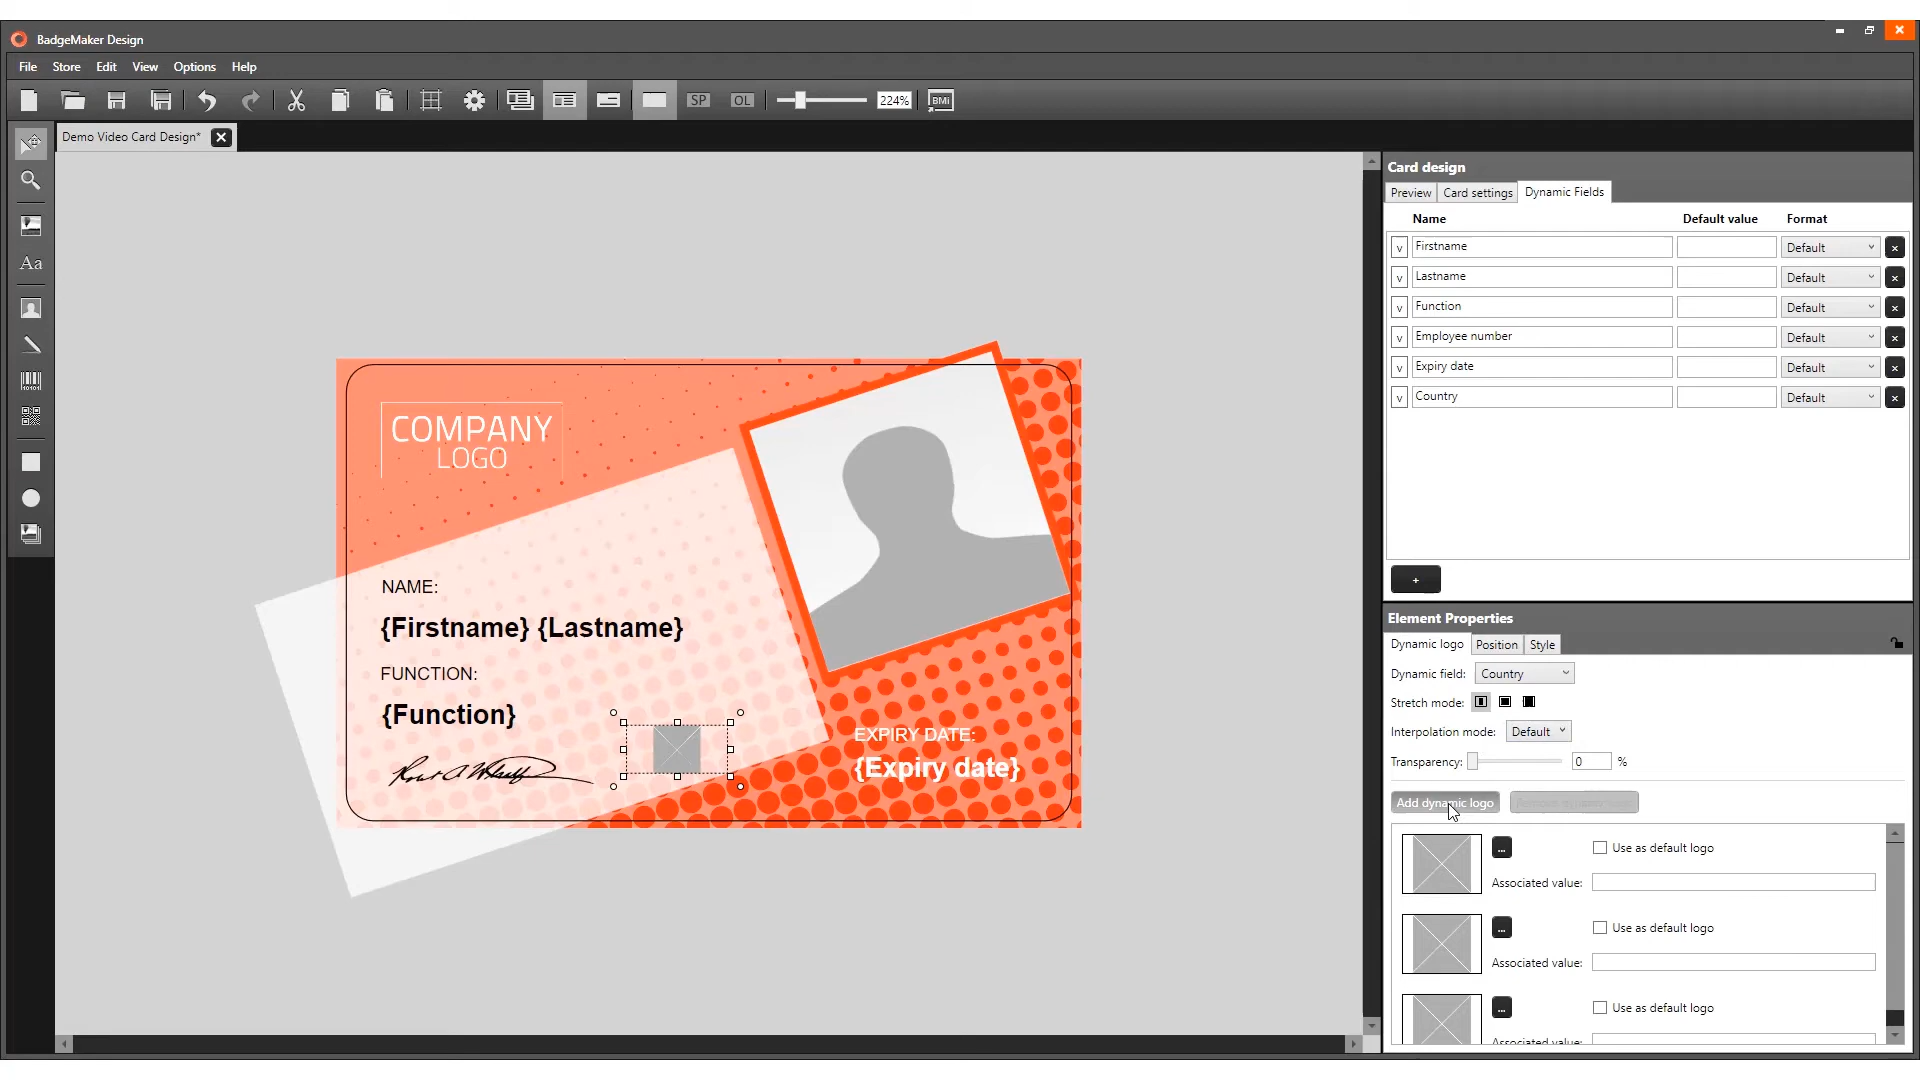 BadgeMaker Design
File Store Edit View Options Help
SP OL 224% BMi
Demo Video Card Design*
COMPANY
LOGO
NAME:
{Firstname} {Lastname}
FUNCTION:
{Function}
EXPIRY DATE:
{Expiry date}
Card design
Preview Card settings Dynamic Fields
Name Default value Format
v Firstname Default x
v Lastname Default x
v Function Default x
v Employee number Default x
v Expiry date Default x
v Country Default x
+
Element Properties
Dynamic logo Position Style
Dynamic field: Country
Stretch mode:
Interpolation mode: Default
Transparency: 0 %
Add dynamic logo
... Use as default logo
Associated value:
... Use as default logo
Associated value:
... Use as default logo
Associated value: